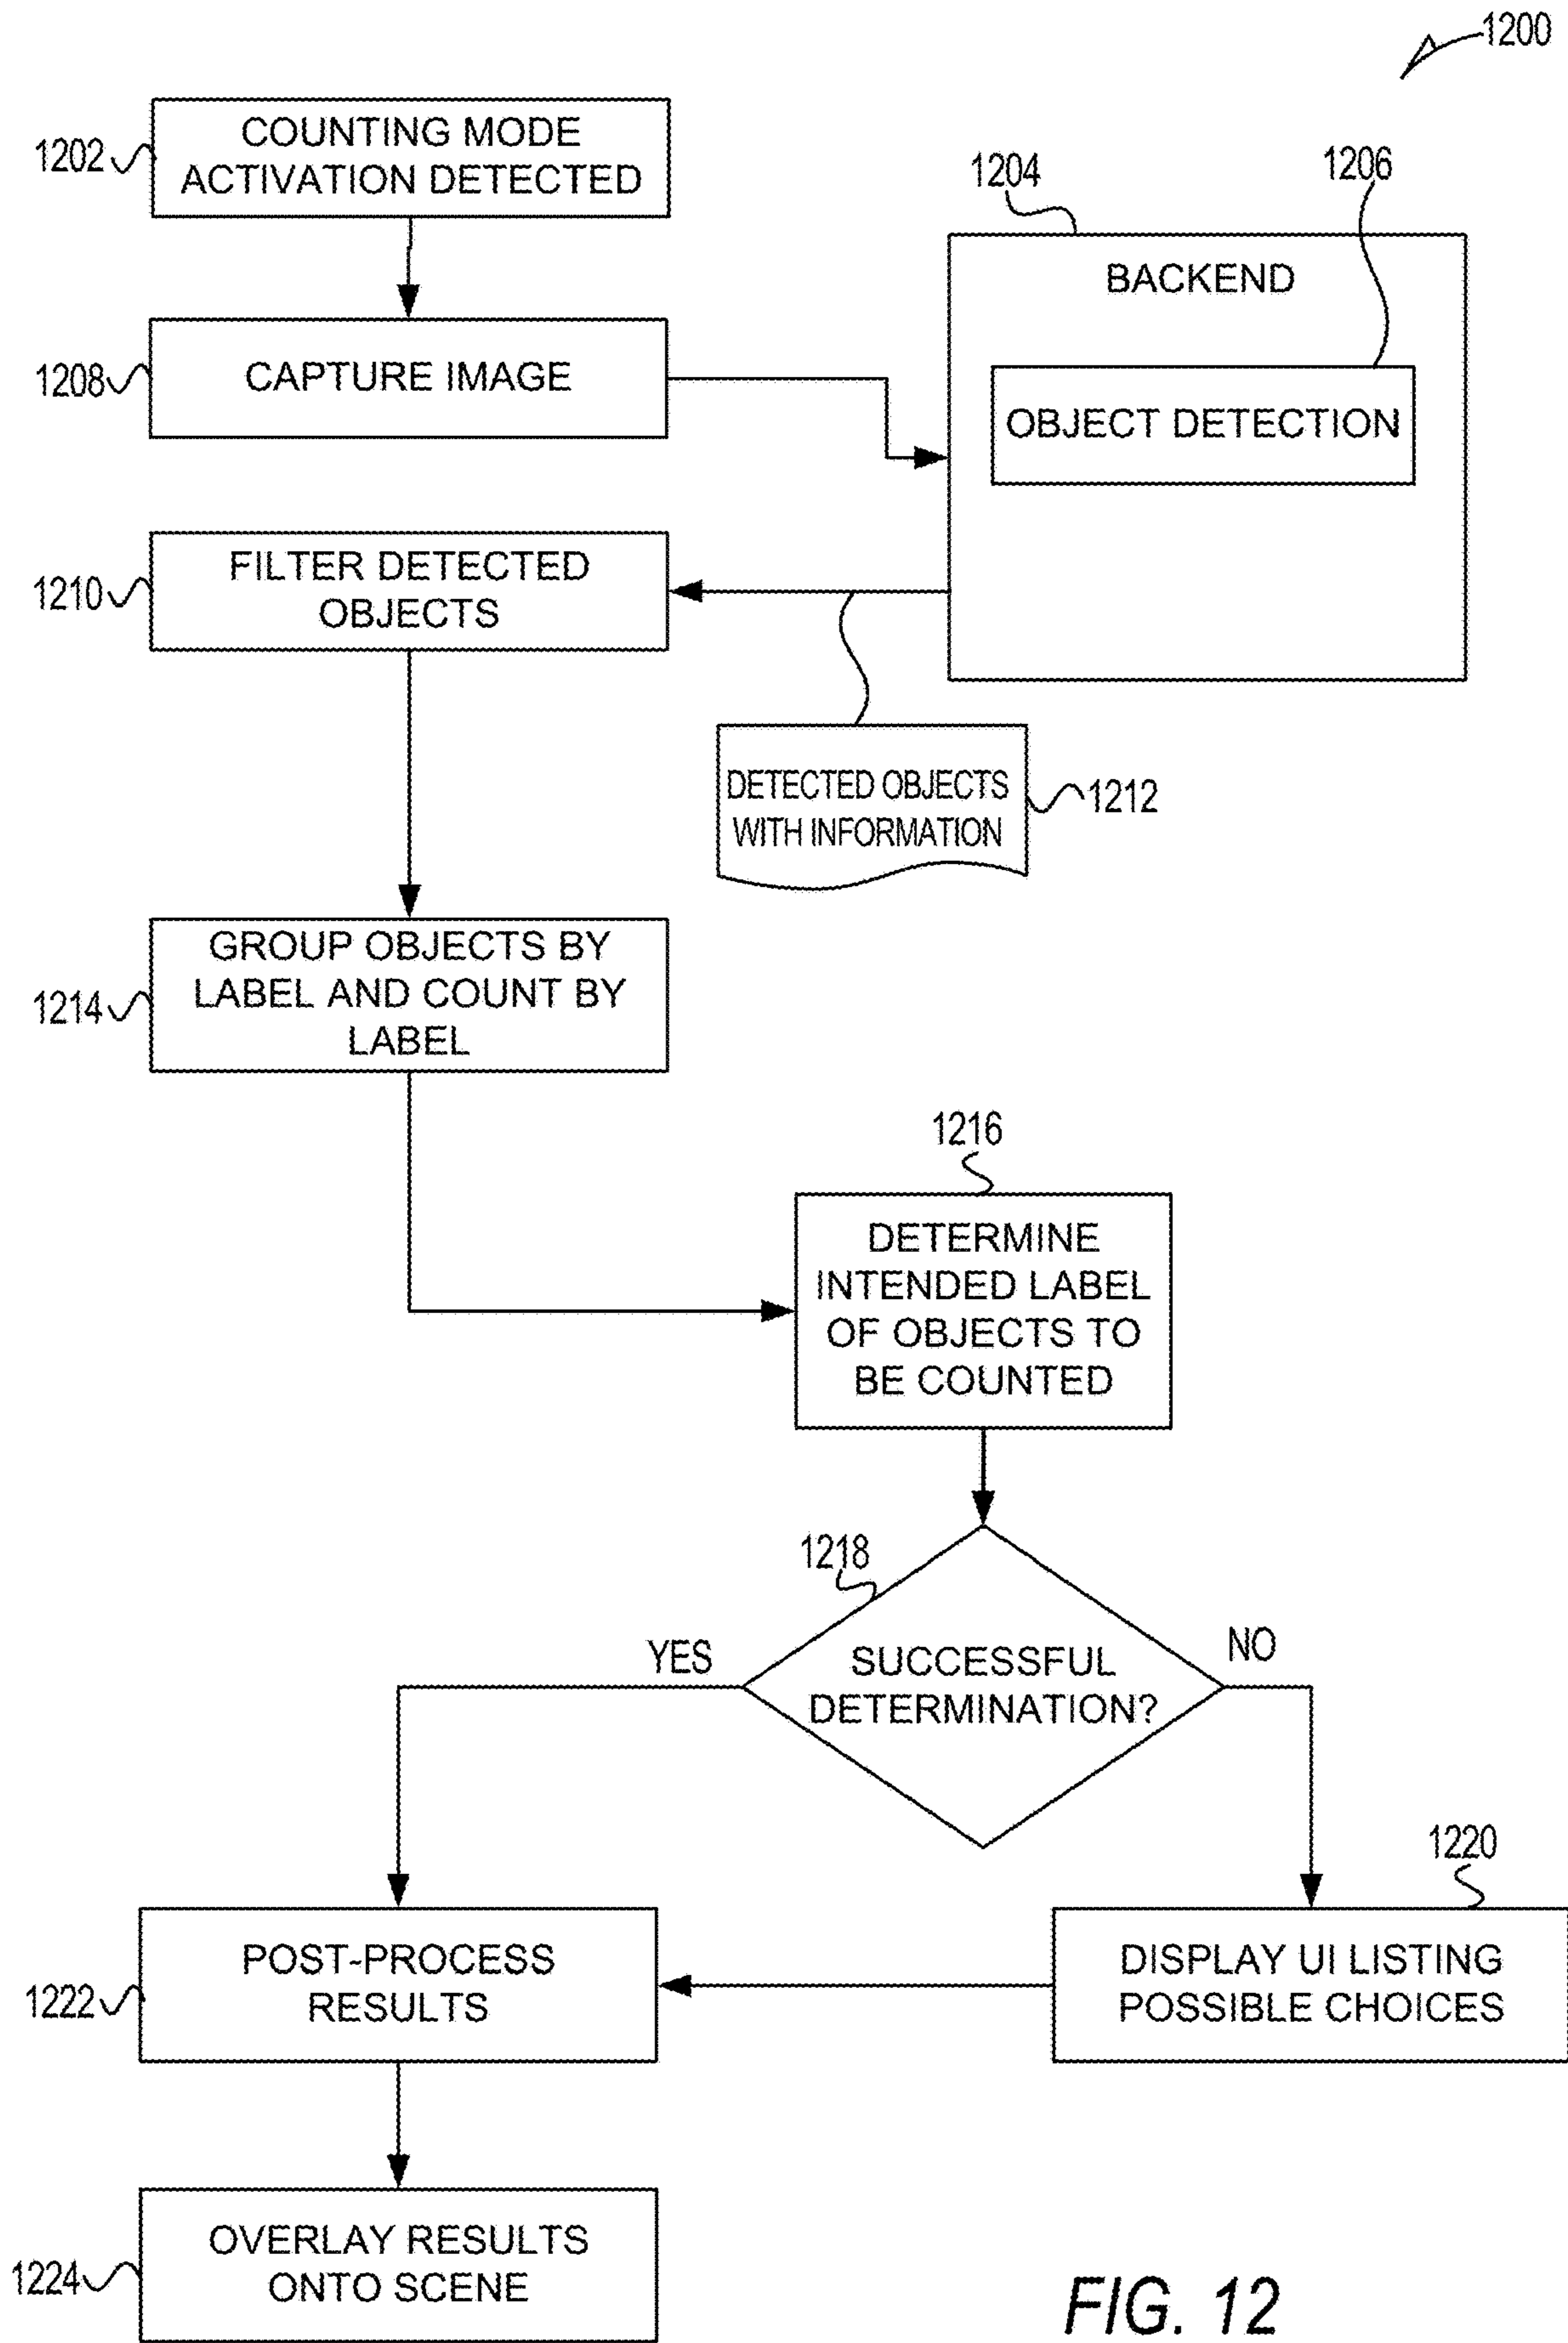 1200
1202
COUNTING MODE
ACTIVATION DETECTED
1204
1206
BACKEND
OBJECT DETECTION
1208
CAPTURE IMAGE
1210
FILTER DETECTED
OBJECTS
DETECTED OBJECTS
WITH INFORMATION
1212
1214
GROUP OBJECTS BY
LABEL AND COUNT BY
LABEL
1216
DETERMINE
INTENDED LABEL
OF OBJECTS TO
BE COUNTED
1218
YES
SUCCESSFUL
DETERMINATION?
NO
1220
1222
POST-PROCESS
RESULTS
DISPLAY UI LISTING
POSSIBLE CHOICES
1224
OVERLAY RESULTS
ONTO SCENE
FIG. 12